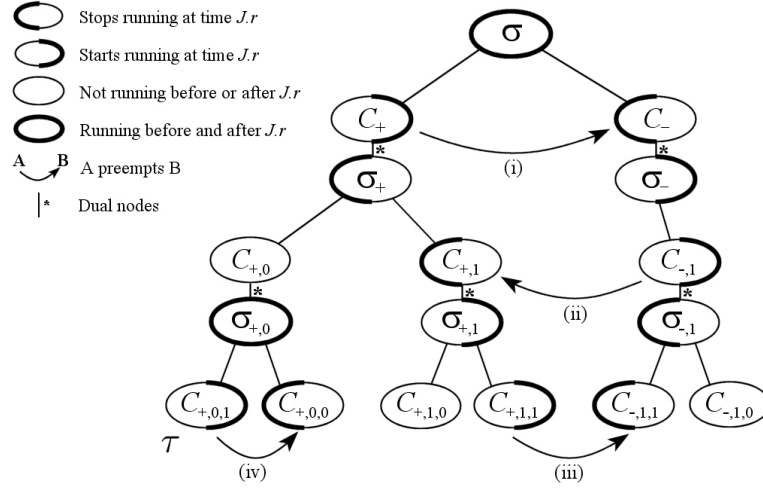 Stops running at time J.r
Starts running at time J.r
Not running before or after J.r
Running before and after J.r
A B A preempts B
* Dual nodes
σ
C₊ C₋
* (i) *
σ₊ σ₋
C₊,₀ C₊,₁ C₋,₁
* * (ii) *
σ₊,₀ σ₊,₁ σ₋,₁
C₊,₀,₁ C₊,₀,₀ C₊,₁,₀ C₊,₁,₁ C₋,₁,₁ C₋,₁,₀
τ (iv) (iii)